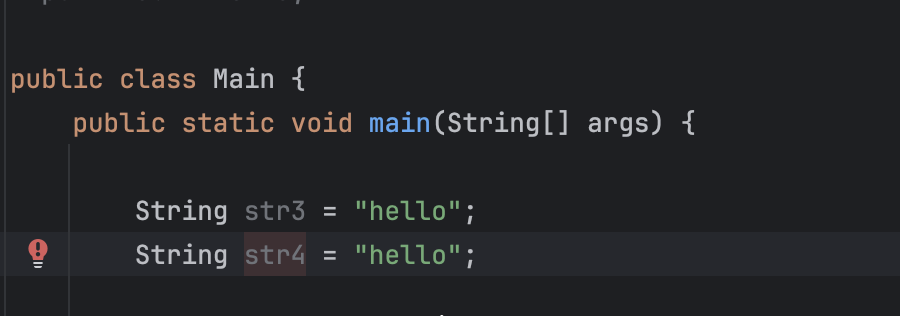 public class Main {
public static void main(String[] args) {
String str3 = "hello";
String str4 = "hello";